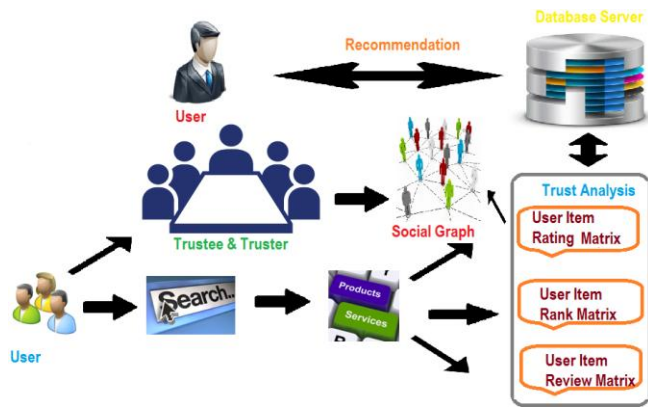 Database Server
Recommendation
User
Trust Analysis
User Item
Rating Matrix
Trustee & Truster
Social Graph
Search..
Products
Services
User Item
Rank Matrix
User
User Item
Review Matrix